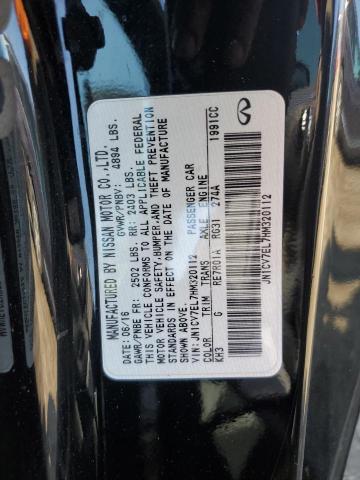 MANUFACTURED BY NISSAN MOTOR CO.,LTD.
DATE: 06/16 GVWR/PNBV: 4894 LBS.
GAWR/PNBE FR: 2502 LBS. RR: 2403 LBS.
THIS VEHICLE CONFORMS TO ALL APPLICABLE FEDERAL
MOTOR VEHICLE SAFETY,BUMPER,AND THEFT PREVENTION
STANDARDS IN EFFECT ON THE DATE OF MANUFACTURE
SHOWN ABOVE.
VIN: JN1CV7EL7HM320112 PASSENGER CAR
COLOR TRIM TRANS AXLE ENGINE
KH3 G RE7R01A RG31 274A 1991CC
JN1CV7EL7HM320112